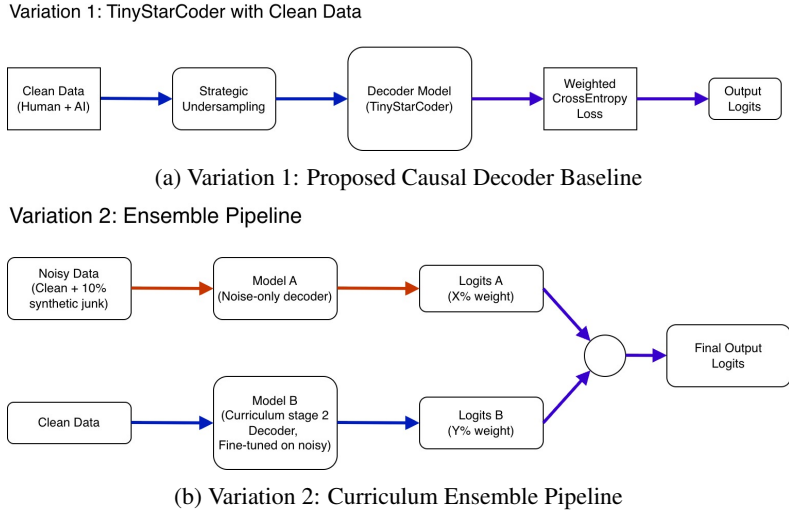 Variation 1: TinyStarCoder with Clean Data
Clean Data
(Human + AI)
Strategic
Undersampling
Decoder Model
(TinyStarCoder)
Weighted
CrossEntropy
Loss
Output
Logits
(a) Variation 1: Proposed Causal Decoder Baseline
Variation 2: Ensemble Pipeline
Noisy Data
(Clean + 10%
synthetic junk)
Model A
(Noise-only decoder)
Logits A
(X% weight)
Final Output
Logits
Clean Data
Model B
(Curriculum stage 2
Decoder,
Fine-tuned on noisy)
Logits B
(Y% weight)
(b) Variation 2: Curriculum Ensemble Pipeline